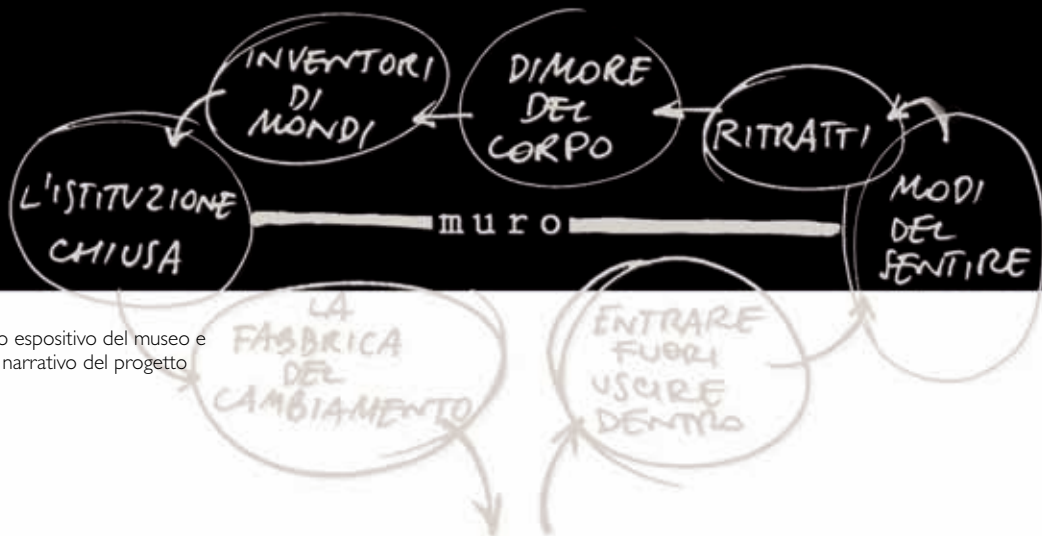 INVENTORI
DI
MONDI
DIMORE
DEL
CORPO
RITRATTI
MODI
DEL
SENTIRE
L'ISTITUZIONE
CHIUSA
muro
LA
FABBRICA
DEL
CAMBIAMENTO
ENTRARE
FUORI
USCIRE
DENTRO
o espositivo del museo e
narrativo del progetto